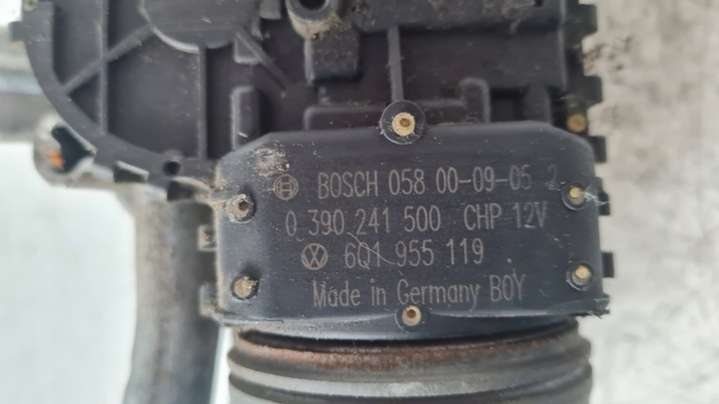 BOSCH 058 00-09-05 2
0 390 241 500 CHP 12V
6Q1 955 119
Made in Germany BOY